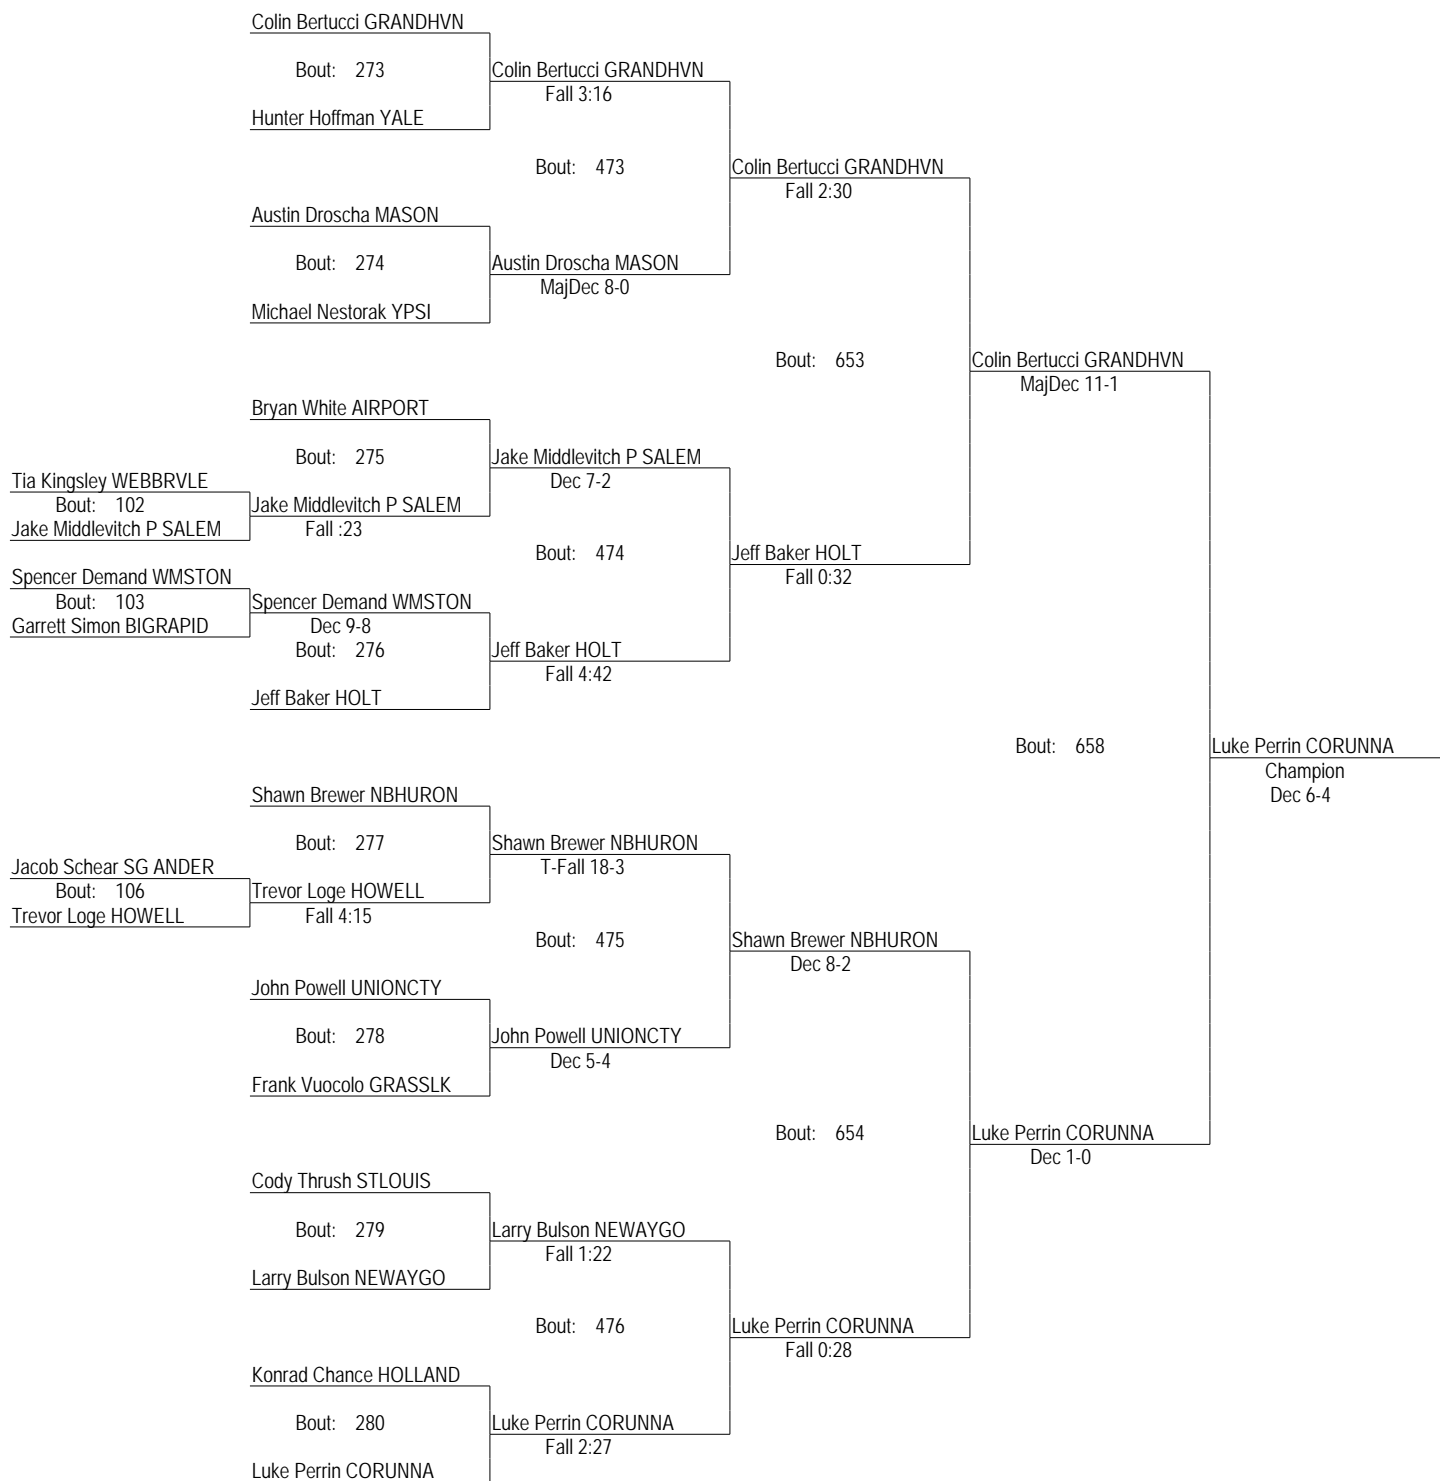 Colin Bertucci GRANDHVN
Bout: 273
Colin Bertucci GRANDHVN
Fall 3:16
Hunter Hoffman YALE
Bout: 473
Colin Bertucci GRANDHVN
Fall 2:30
Austin Droscha MASON
Bout: 274
Austin Droscha MASON
MajDec 8-0
Michael Nestorak YPSI
Bout: 653
Colin Bertucci GRANDHVN
MajDec 11-1
Bryan White AIRPORT
Bout: 275
Jake Middlevitch P SALEM
Dec 7-2
Tia Kingsley WEBBRVLE
Bout: 102
Jake Middlevitch P SALEM
Jake Middlevitch P SALEM
Fall :23
Bout: 474
Jeff Baker HOLT
Fall 0:32
Spencer Demand WMSTON
Bout: 103
Spencer Demand WMSTON
Garrett Simon BIGRAPID
Dec 9-8
Bout: 276
Jeff Baker HOLT
Fall 4:42
Jeff Baker HOLT
Bout: 658
Luke Perrin CORUNNA
Champion
Dec 6-4
Shawn Brewer NBHURON
Bout: 277
Shawn Brewer NBHURON
T-Fall 18-3
Jacob Schear SG ANDER
Bout: 106
Trevor Loge HOWELL
Trevor Loge HOWELL
Fall 4:15
Bout: 475
Shawn Brewer NBHURON
Dec 8-2
John Powell UNIONCTY
Bout: 278
John Powell UNIONCTY
Dec 5-4
Frank Vuocolo GRASSLK
Bout: 654
Luke Perrin CORUNNA
Dec 1-0
Cody Thrush STLOUIS
Bout: 279
Larry Bulson NEWAYGO
Fall 1:22
Larry Bulson NEWAYGO
Bout: 476
Luke Perrin CORUNNA
Fall 0:28
Konrad Chance HOLLAND
Bout: 280
Luke Perrin CORUNNA
Fall 2:27
Luke Perrin CORUNNA